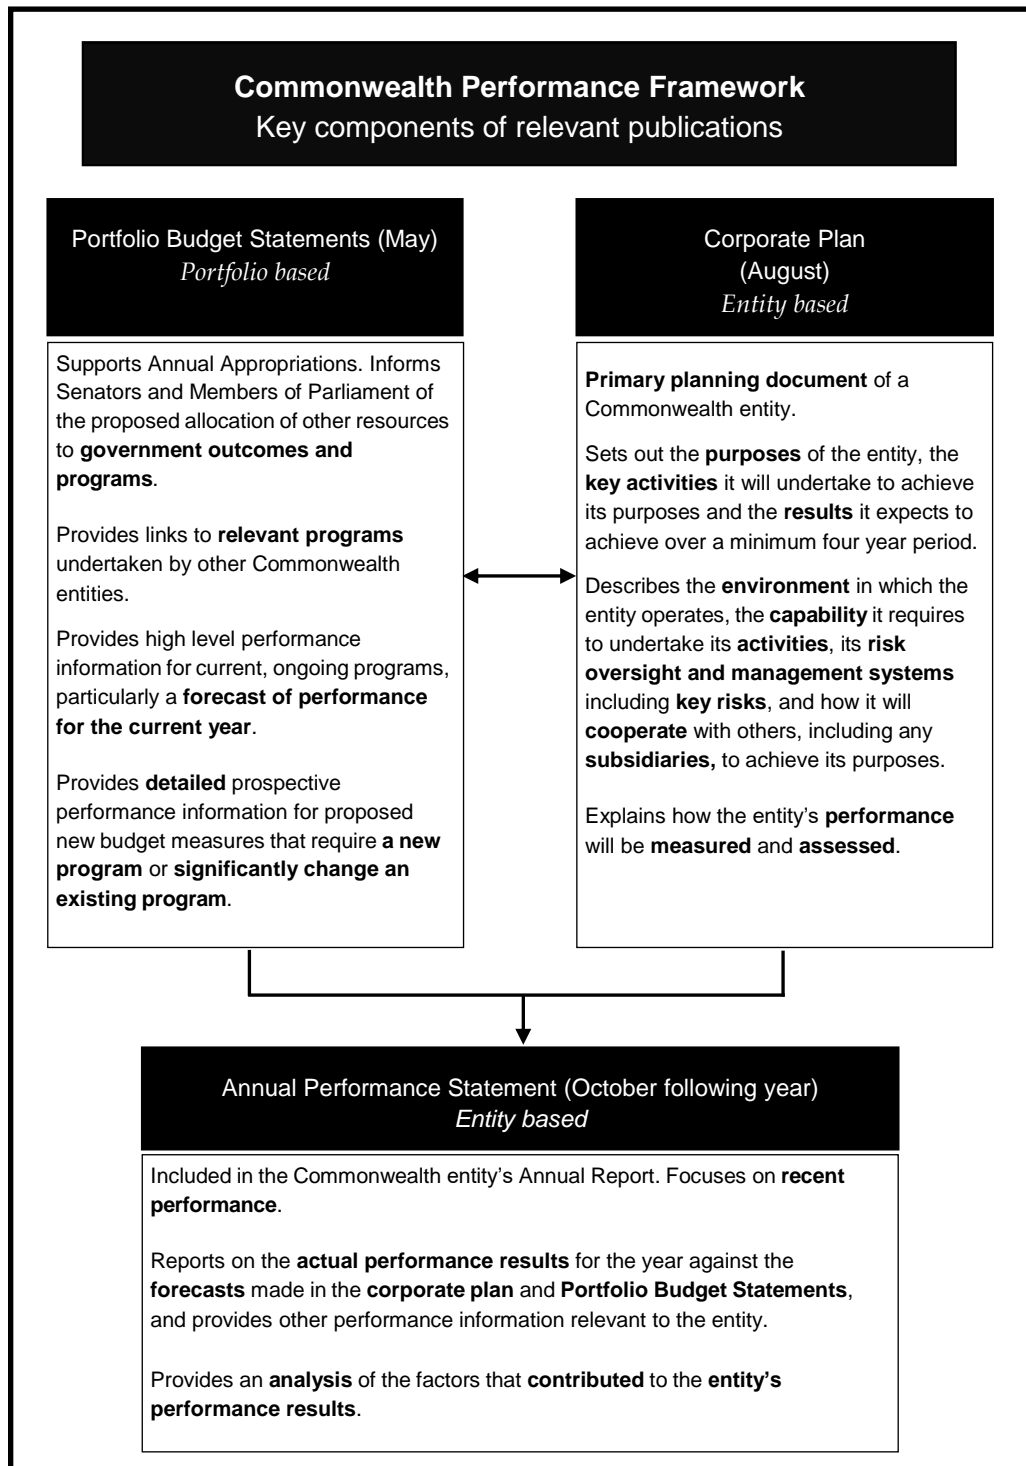 Commonwealth Performance Framework
Key components of relevant publications
Portfolio Budget Statements (May)
Portfolio based
Supports Annual Appropriations. Informs
Senators and Members of Parliament of
the proposed allocation of other resources
to government outcomes and
programs.
Provides links to relevant programs
undertaken by other Commonwealth
entities.
Provides high level performance
information for current, ongoing programs,
particularly a forecast of performance
for the current year.
Provides detailed prospective
performance information for proposed
new budget measures that require a new
program or significantly change an
existing program.
Corporate Plan
(August)
Entity based
Primary planning document of a
Commonwealth entity.
Sets out the purposes of the entity, the
key activities it will undertake to achieve
its purposes and the results it expects to
achieve over a minimum four year period.
Describes the environment in which the
entity operates, the capability it requires
to undertake its activities, its risk
oversight and management systems
including key risks, and how it will
cooperate with others, including any
subsidiaries, to achieve its purposes.
Explains how the entity’s performance
will be measured and assessed.
Annual Performance Statement (October following year)
Entity based
Included in the Commonwealth entity’s Annual Report. Focuses on recent
performance.
Reports on the actual performance results for the year against the
forecasts made in the corporate plan and Portfolio Budget Statements,
and provides other performance information relevant to the entity.
Provides an analysis of the factors that contributed to the entity’s
performance results.